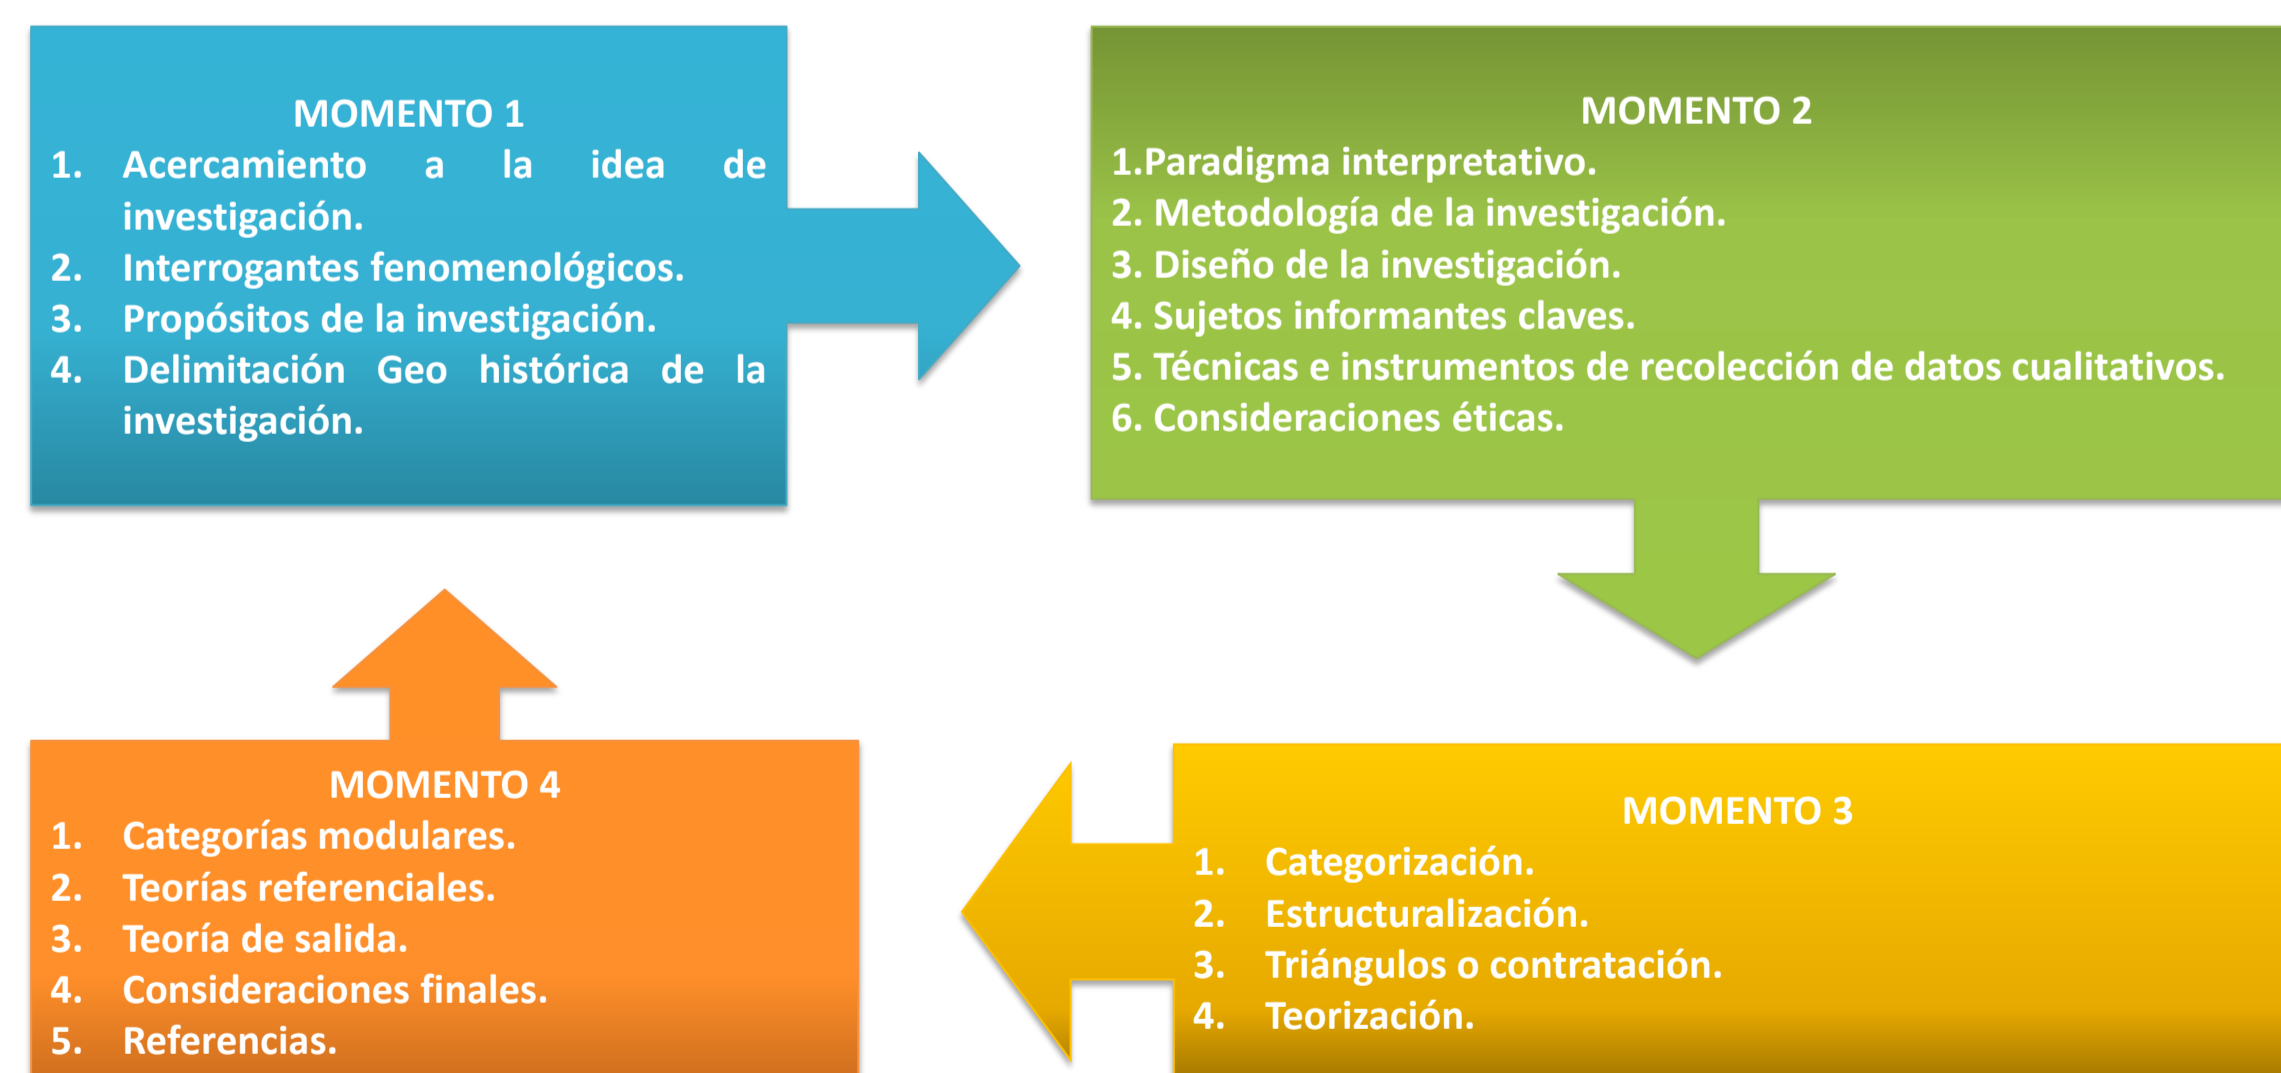 MOMENTO 1
1. Acercamiento a la idea de
investigación.
2. Interrogantes fenomenológicos.
3. Propósitos de la investigación.
4. Delimitación Geo histórica de la
investigación.
MOMENTO 2
1.Paradigma interpretativo.
2. Metodología de la investigación.
3. Diseño de la investigación.
4. Sujetos informantes claves.
5. Técnicas e instrumentos de recolección de datos cualitativos.
6. Consideraciones éticas.
MOMENTO 3
1. Categorización.
2. Estructuralización.
3. Triángulos o contratación.
4. Teorización.
MOMENTO 4
1. Categorías modulares.
2. Teorías referenciales.
3. Teoría de salida.
4. Consideraciones finales.
5. Referencias.